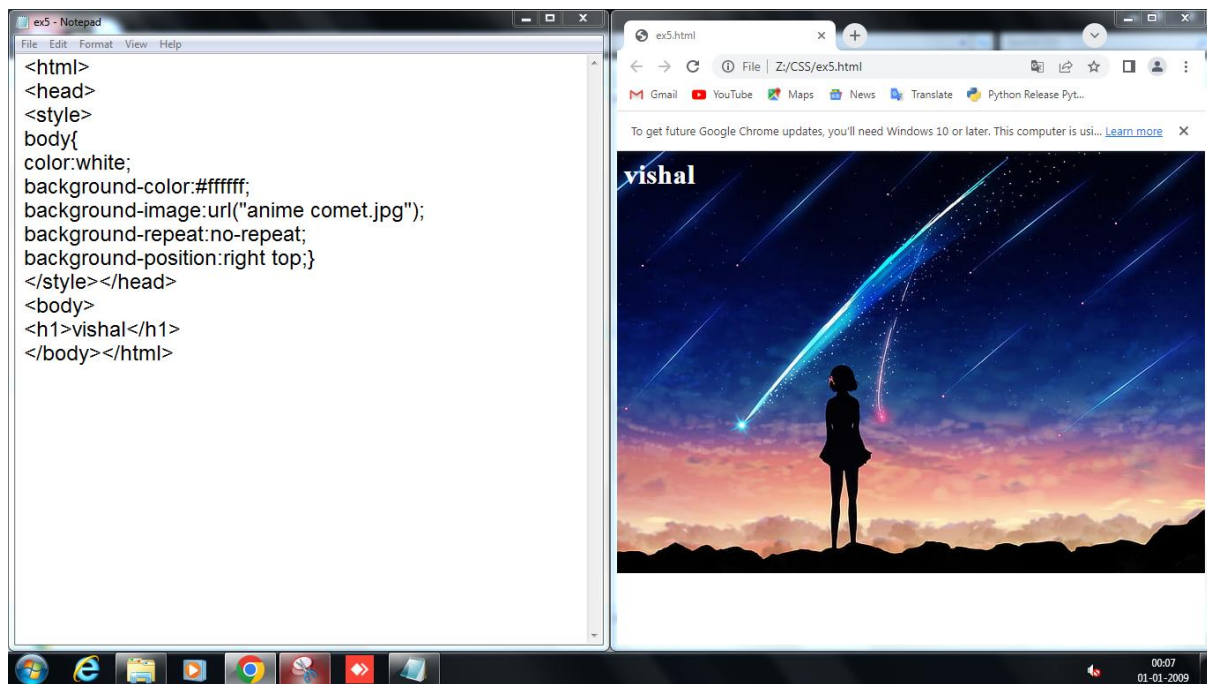 ex5 - Notepad
File Edit Format View Help
<html>
<head>
<style>
body{
color:white;
background-color:#ffffff;
background-image:url("anime comet.jpg");
background-repeat:no-repeat;
background-position:right top;}
</style></head>
<body>
<h1>vishal</h1>
</body></html>
ex5.html
File | Z:/CSS/ex5.html
Gmail YouTube Maps News Translate Python Release Pyt...
To get future Google Chrome updates, you'll need Windows 10 or later. This computer is usi... Learn more
vishal
00:07
01-01-2009